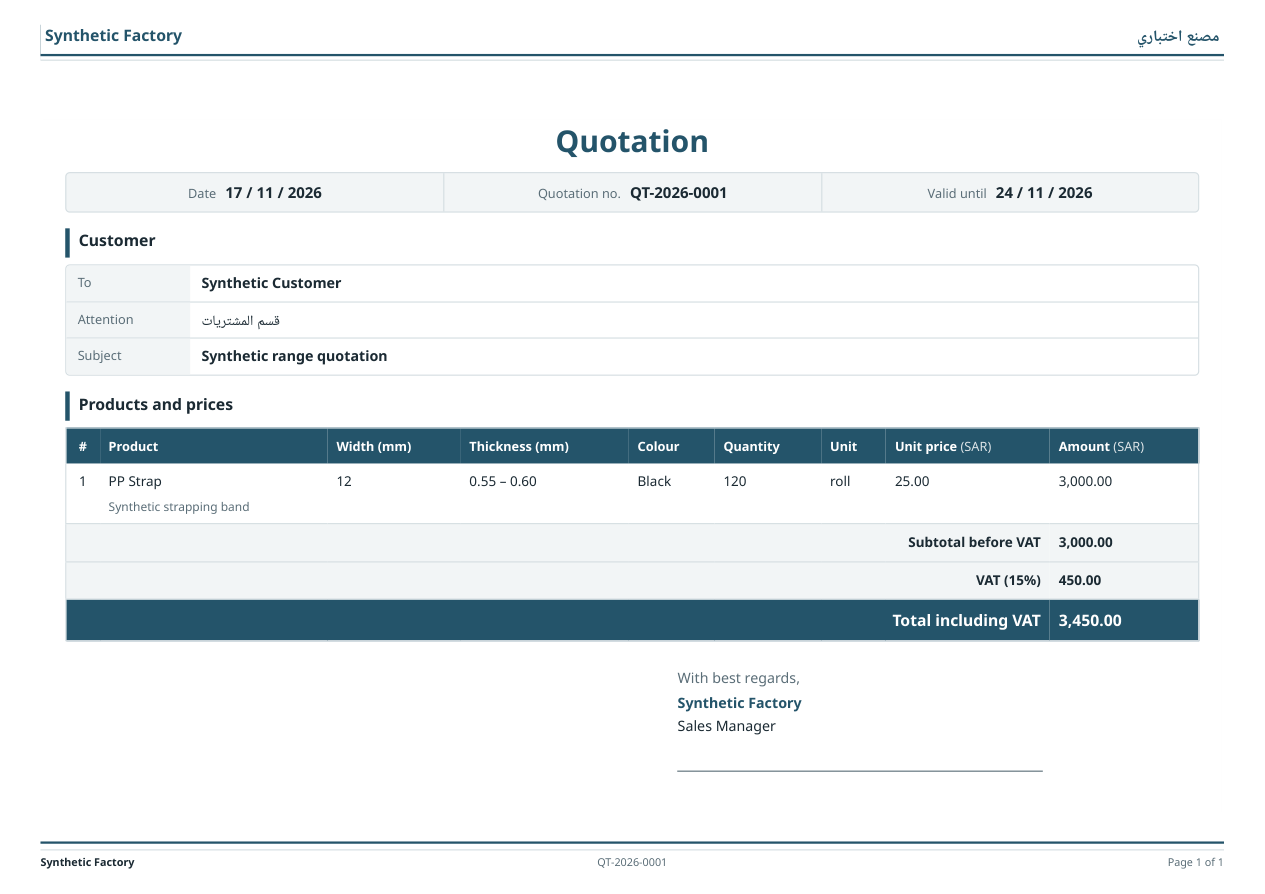 Synthetic Factory
مصنع اختباري
Quotation
Date 17 / 11 / 2026
Quotation no. QT-2026-0001
Valid until 24 / 11 / 2026
Customer
To Synthetic Customer
Attention قسم المشتريات
Subject Synthetic range quotation
Products and prices
# Product Width (mm) Thickness (mm) Colour Quantity Unit Unit price (SAR) Amount (SAR)
1 PP Strap 12 0.55 – 0.60 Black 120 roll 25.00 3,000.00
Synthetic strapping band
Subtotal before VAT 3,000.00
VAT (15%) 450.00
Total including VAT 3,450.00
With best regards,
Synthetic Factory
Sales Manager
Synthetic Factory QT-2026-0001 Page 1 of 1